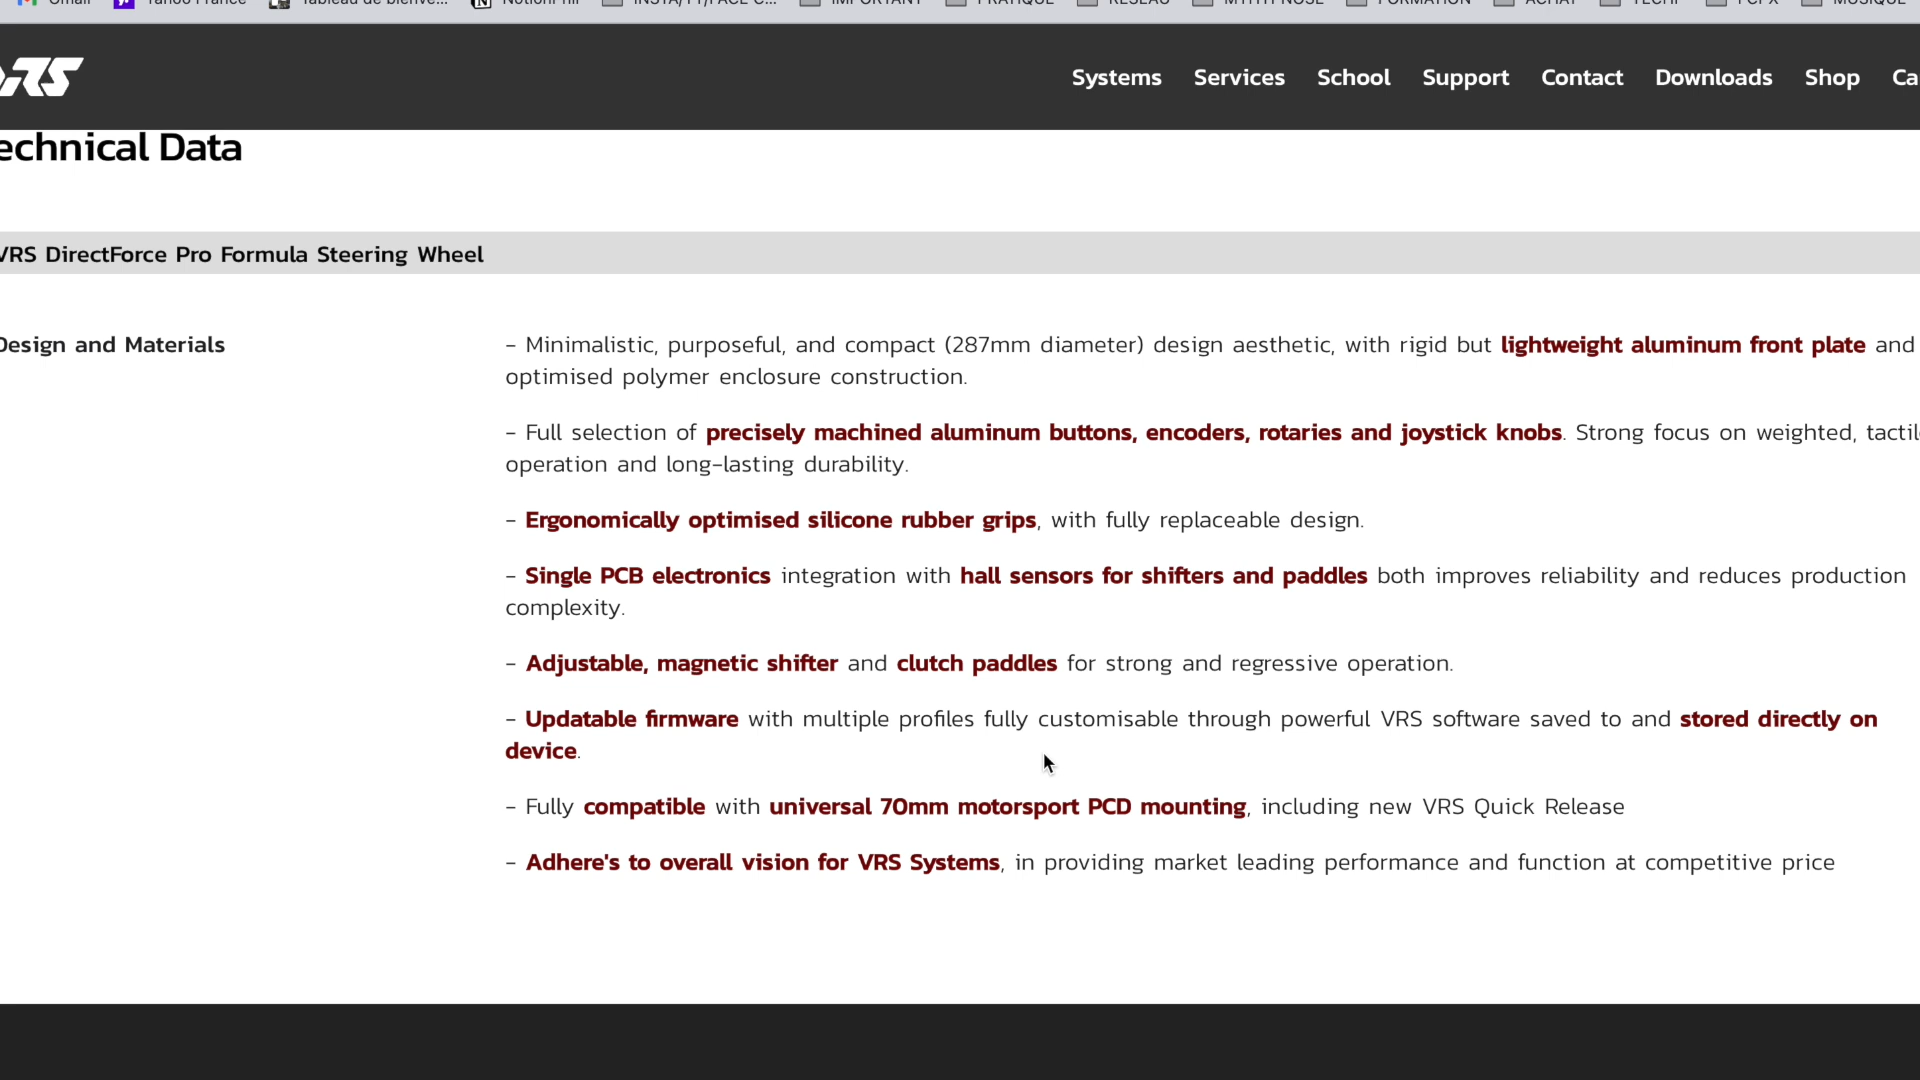 Systems Services School Support Contact Downloads Shop
Technical Data
VRS DirectForce Pro Formula Steering Wheel
Design and Materials
– Minimalistic, purposeful, and compact (287mm diameter) design aesthetic, with rigid but lightweight aluminum front plate and
optimised polymer enclosure construction.
– Full selection of precisely machined aluminum buttons, encoders, rotaries and joystick knobs. Strong focus on weighted, tactile
operation and long-lasting durability.
– Ergonomically optimised silicone rubber grips, with fully replaceable design.
– Single PCB electronics integration with hall sensors for shifters and paddles both improves reliability and reduces production
complexity.
– Adjustable, magnetic shifter and clutch paddles for strong and regressive operation.
– Updatable firmware with multiple profiles fully customisable through powerful VRS software saved to and stored directly on
device.
– Fully compatible with universal 70mm motorsport PCD mounting, including new VRS Quick Release
– Adhere's to overall vision for VRS Systems, in providing market leading performance and function at competitive price